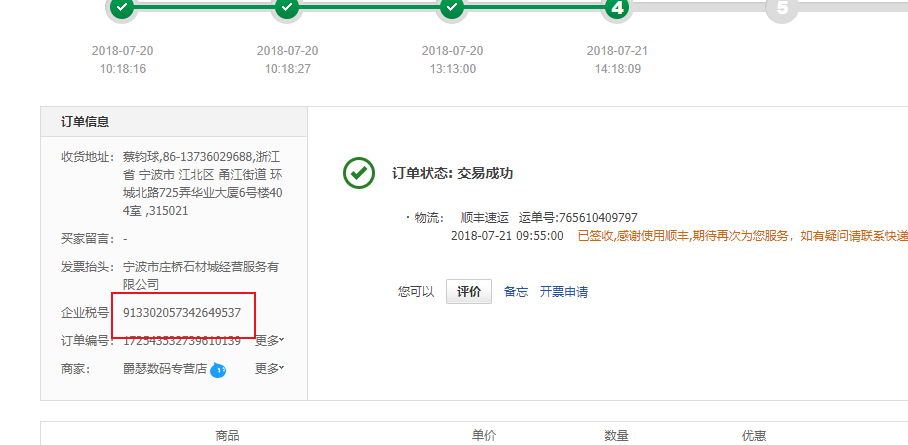 4 5
2018-07-20 2018-07-20 2018-07-20 2018-07-21
10:18:16 10:18:27 13:13:00 14:18:09
订单信息
收货地址： 蔡钧球,86-13736029688,浙江
省 宁波市 江北区 甬江街道 环
城北路725弄华业大厦6号楼40
4室 ,315021
买家留言： -
发票抬头： 宁波市庄桥石材城经营服务有
限公司
企业税号 913302057342649537
订单编号： 172543532739610139 更多
商家： 爵瑟数码专营店 更多
订单状态: 交易成功
· 物流： 顺丰速运 运单号:765610409797
2018-07-21 09:55:00 已签收,感谢使用顺丰,期待再次为您服务，如有疑问请联系快递
您可以 评价 备忘 开票申请
商品 单价 数量 优惠